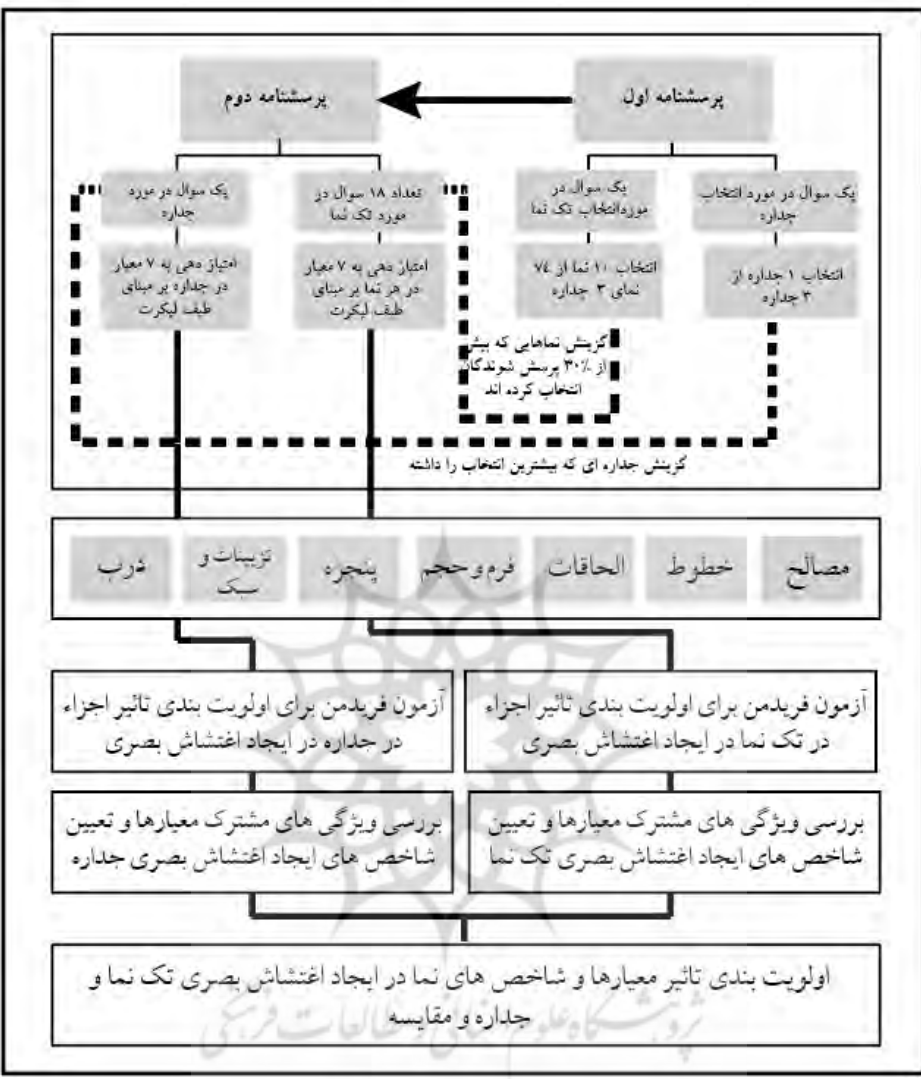 پرسشنامه اول
پرسشنامه دوم
یک سوال در مورد انتخاب
جداره
یک سوال در
موردانتخاب تک نما
تعداد ۱۸ سوال در
مورد تک نما
یک سوال در مورد
جداره
انتخاب ۱ جداره از
۳ جداره
انتخاب ۱۰ نما از ۷۴
نمای ۳ جداره
امتیاز دهی به ۷ معیار
در هر نما بر مبنای
طیف لیکرت
امتیاز دهی به ۷ معیار
در جداره بر مبنای
طیف لیکرت
گزینش نماهایی که بیش
از ۳۰٪ پرسش شوندگان
انتخاب کرده اند
گزینش جداره ای که بیشترین انتخاب را داشته
مصالح
خطوط
الحاقات
فرم و حجم
پنجره
تزیینات و
سبک
درب
آزمون فریدمن برای اولویت بندی تاثیر اجزاء
در تک نما در ایجاد اغتشاش بصری
آزمون فریدمن برای اولویت بندی تاثیر اجزاء
در جداره در ایجاد اغتشاش بصری
بررسی ویژگی های مشترک معیارها و تعیین
شاخص های ایجاد اغتشاش بصری تک نما
بررسی ویژگی های مشترک معیارها و تعیین
شاخص های ایجاد اغتشاش بصری جداره
اولویت بندی تاثیر معیارها و شاخص های نما در ایجاد اغتشاش بصری تک نما و
جداره و مقایسه
پژوهشگاه علوم انسانی و مطالعات فرهنگی